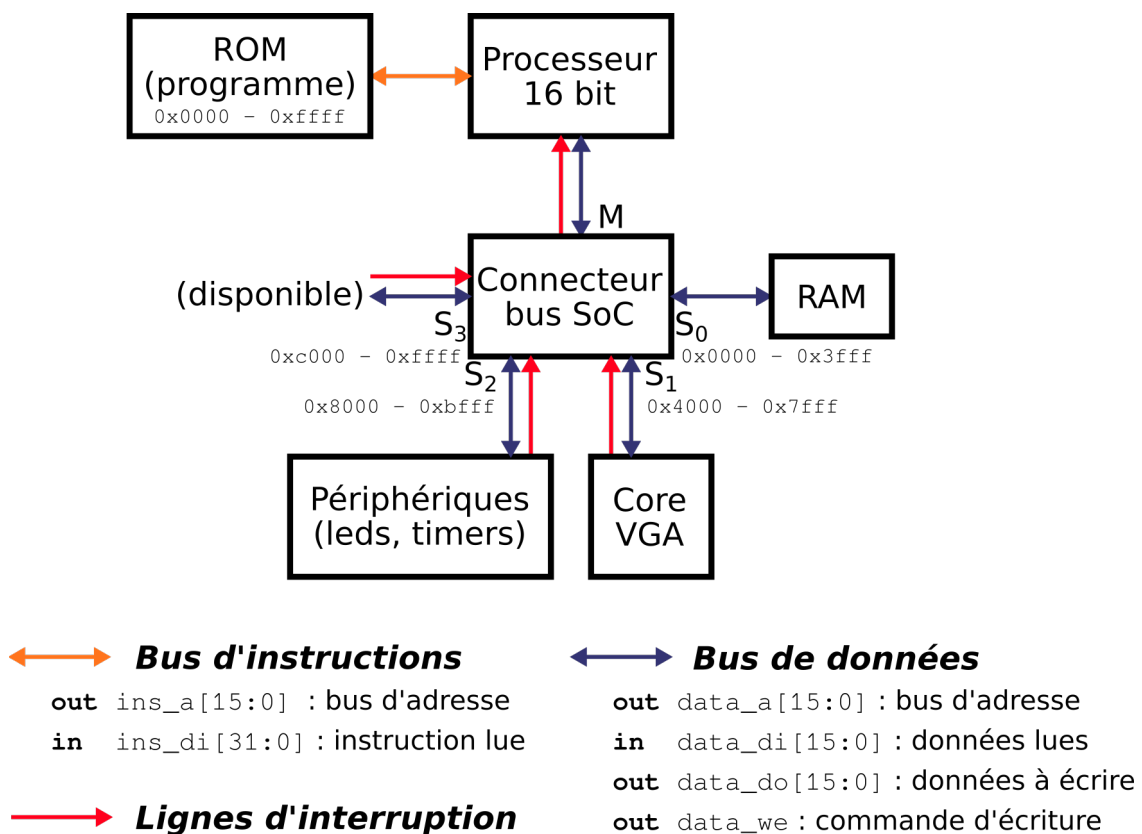 ROM
(programme)
0x0000 - 0xffff
Processeur
16 bit
M
(disponible)
Connecteur
bus SoC
RAM
S3
S0
0xc000 - 0xffff
0x0000 - 0x3fff
S2
S1
0x8000 - 0xbfff
0x4000 - 0x7fff
Périphériques
(leds, timers)
Core
VGA
Bus d'instructions
out ins_a[15:0] : bus d'adresse
in ins_di[31:0] : instruction lue
Lignes d'interruption
Bus de données
out data_a[15:0] : bus d'adresse
in data_di[15:0] : données lues
out data_do[15:0] : données à écrire
out data_we : commande d'écriture